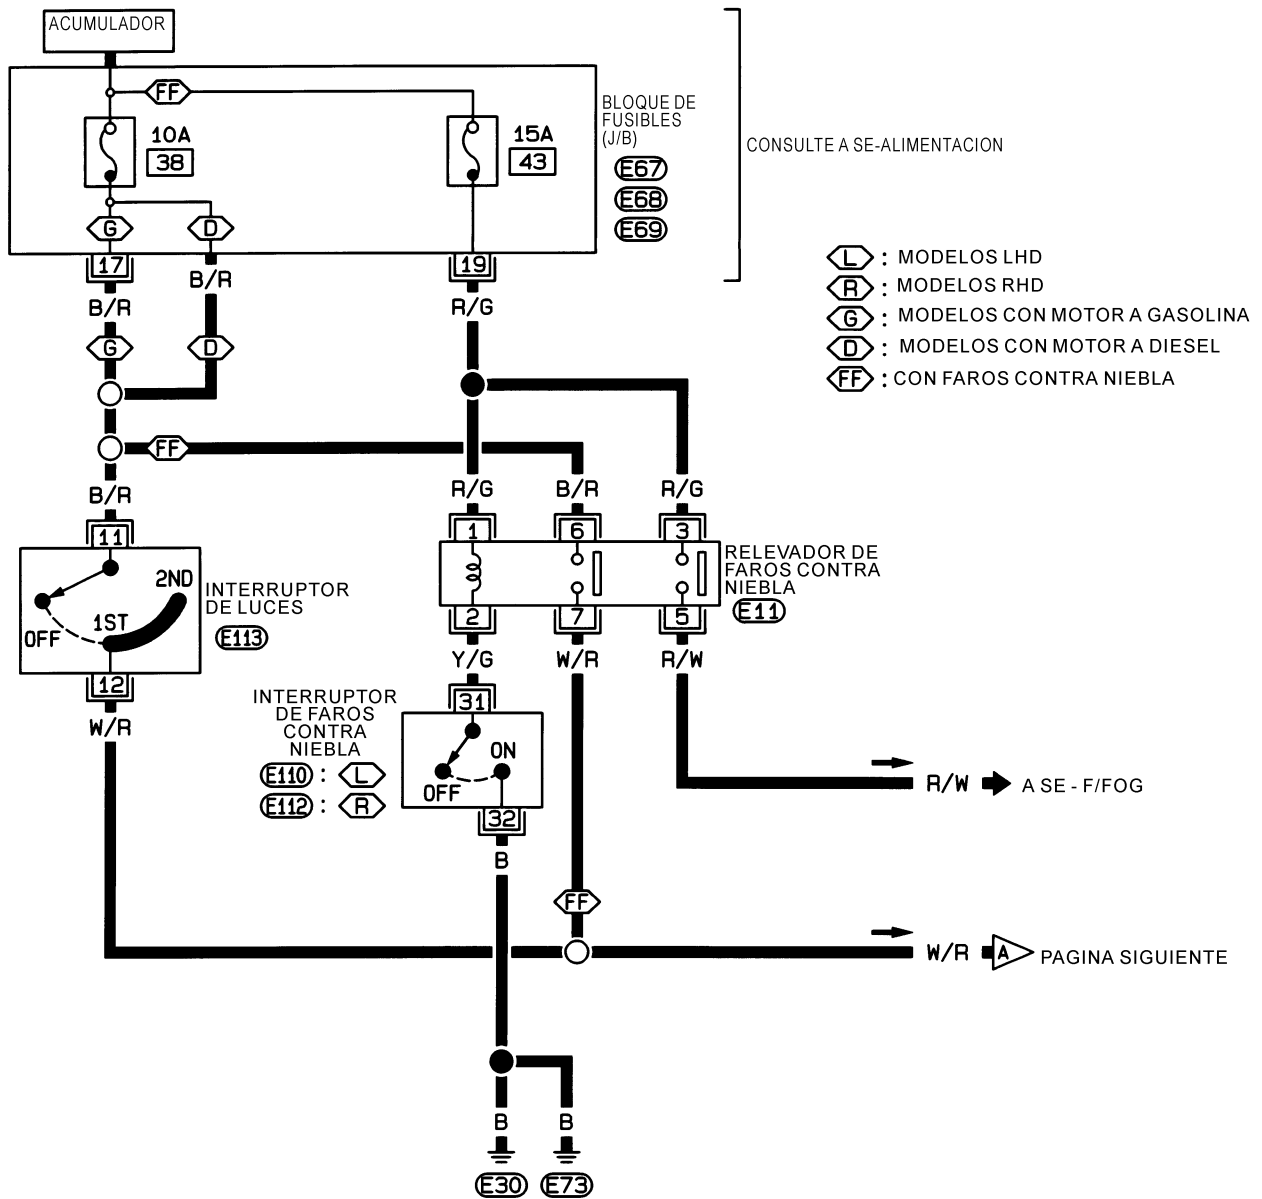 ACUMULADOR
FF
10A
38
15A
43
BLOQUE DE
FUSIBLES
(J/B)
E67
E68
E69
CONSULTE A SE-ALIMENTACION
G
D
17
19
B/R
B/R
R/G
G
D
L : MODELOS LHD
R : MODELOS RHD
G : MODELOS CON MOTOR A GASOLINA
D : MODELOS CON MOTOR A DIESEL
FF : CON FAROS CONTRA NIEBLA
FF
B/R
R/G
B/R
R/G
11
1
6
3
2ND
1ST
OFF
INTERRUPTOR
DE LUCES
E113
RELEVADOR DE
FAROS CONTRA
NIEBLA
E11
2
7
5
12
W/R
Y/G
W/R
R/W
INTERRUPTOR
DE FAROS
CONTRA
NIEBLA
E110 : L
E112 : R
31
ON
OFF
32
B
R/W
A SE - F/FOG
FF
W/R
A
PAGINA SIGUIENTE
B
B
E30
E73